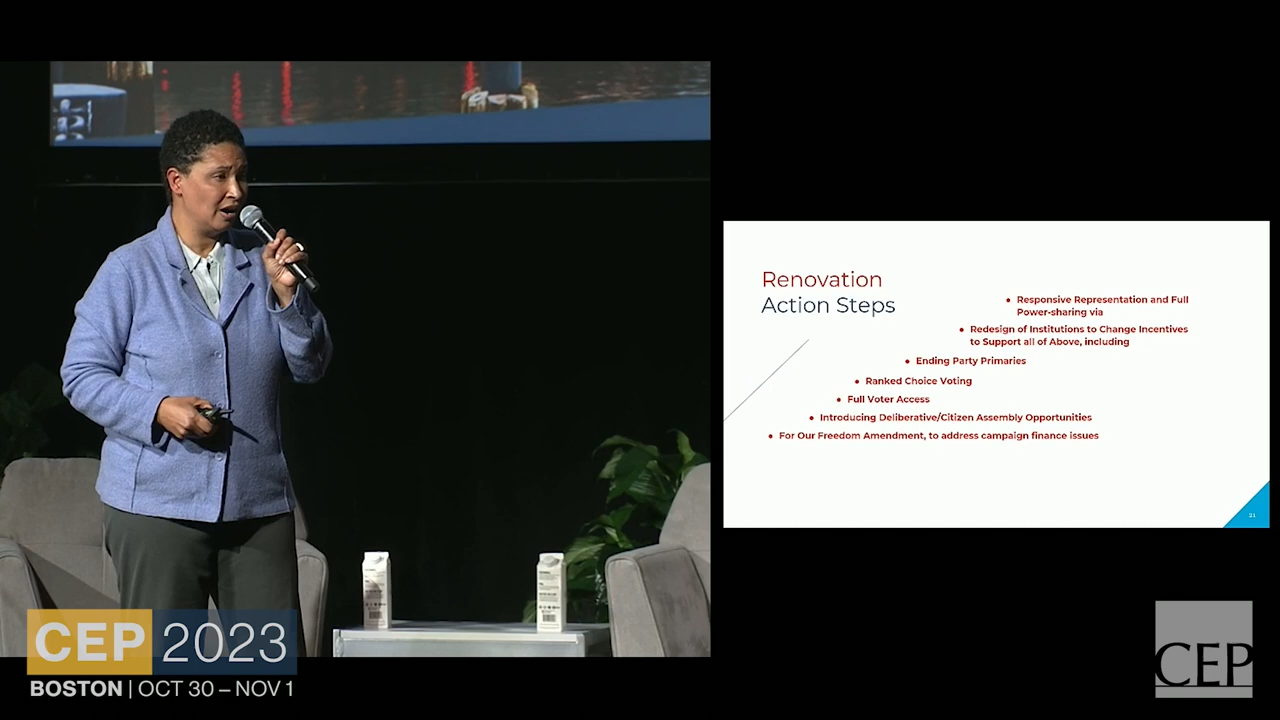 Renovation
Action Steps
• Responsive Representation and Full
Power-sharing via
• Redesign of Institutions to Change Incentives
to Support all of Above, including
• Ending Party Primaries
• Ranked Choice Voting
• Full Voter Access
• Introducing Deliberative/Citizen Assembly Opportunities
• For Our Freedom Amendment, to address campaign finance issues
21
CEP 2023
BOSTON | OCT 30 – NOV 1
CEP